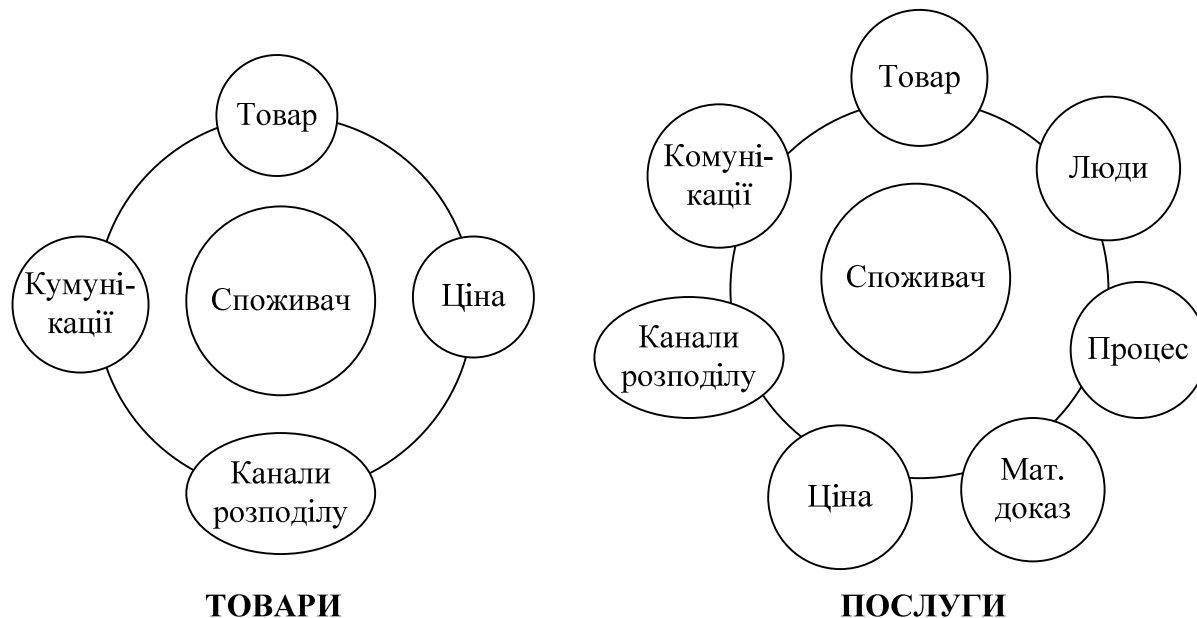 Товар
Кумуні-
кації
Споживач
Ціна
Канали
розподілу
ТОВАРИ
Товар
Комуні-
кації
Люди
Споживач
Канали
розподілу
Процес
Ціна
Мат.
доказ
ПОСЛУГИ